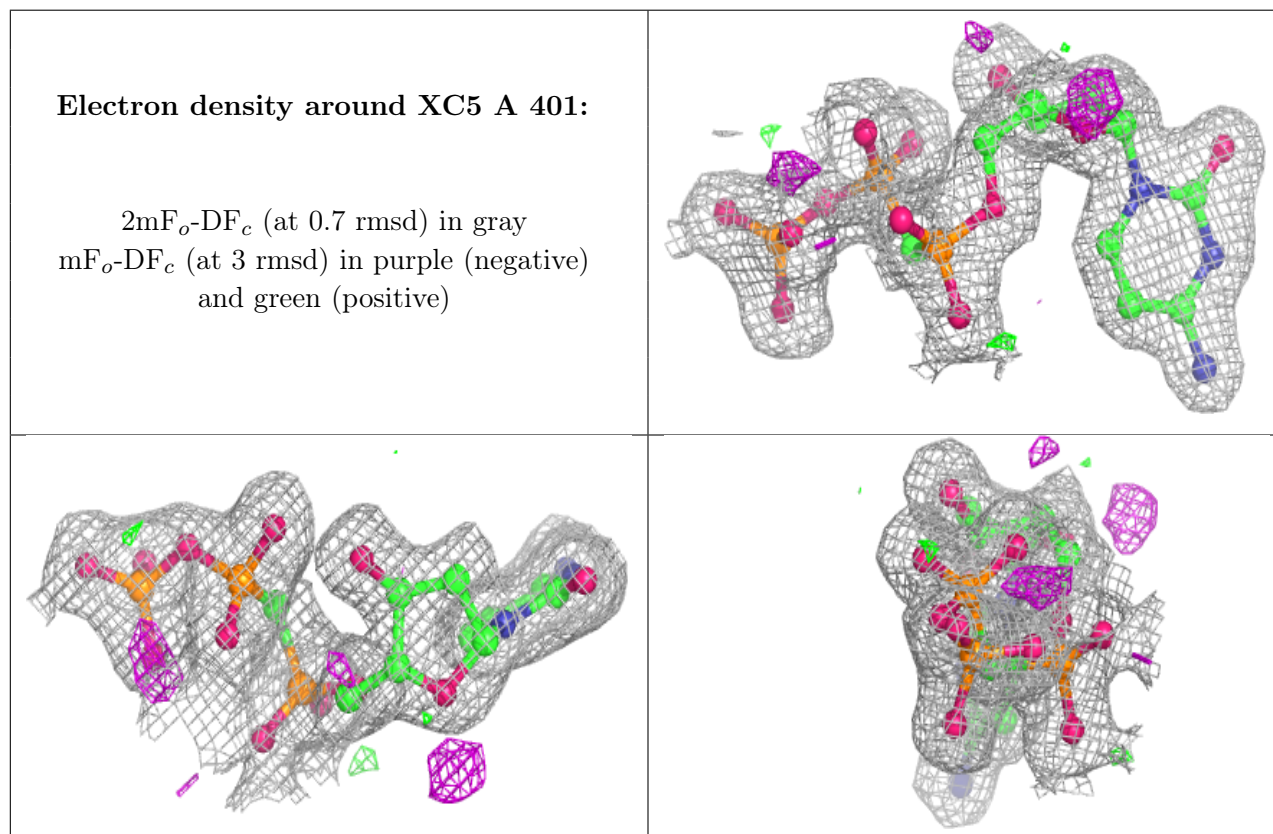 Electron density around XC5 A 401:
2mFo-DFc (at 0.7 rmsd) in gray
mFo-DFc (at 3 rmsd) in purple (negative)
and green (positive)